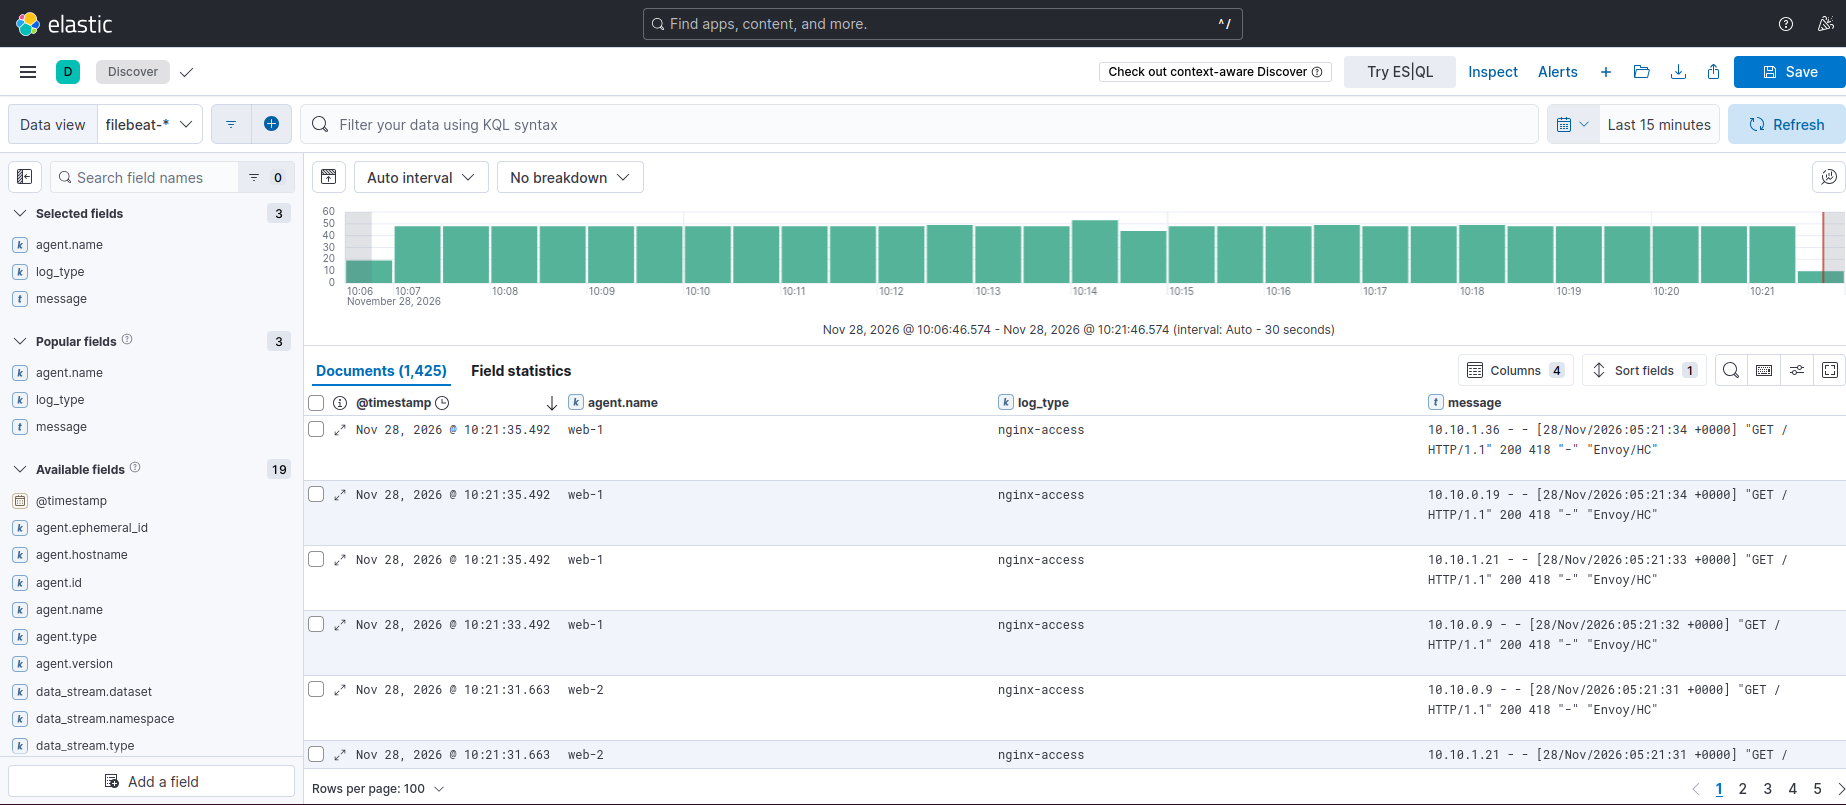 elastic
Find apps, content, and more. ^/
D Discover
Check out context-aware Discover
Try ES|QL Inspect Alerts Save
Data view filebeat-*
Filter your data using KQL syntax
Last 15 minutes Refresh
Search field names 0
Selected fields 3
k agent.name
k log_type
t message
Popular fields 3
k agent.name
k log_type
t message
Available fields 19
@timestamp
k agent.ephemeral_id
k agent.hostname
k agent.id
k agent.name
k agent.type
k agent.version
k data_stream.dataset
k data_stream.namespace
k data_stream.type
Add a field
Auto interval No breakdown
60
50
40
30
20
10
0
10:06 10:07 10:08 10:09 10:10 10:11 10:12 10:13 10:14 10:15 10:16 10:17 10:18 10:19 10:20 10:21
November 28, 2026
Nov 28, 2026 @ 10:06:46.574 - Nov 28, 2026 @ 10:21:46.574 (interval: Auto - 30 seconds)
Documents (1,425) Field statistics
Columns 4 Sort fields 1
@timestamp k agent.name k log_type t message
Nov 28, 2026 @ 10:21:35.492 web-1 nginx-access 10.10.1.36 - - [28/Nov/2026:05:21:34 +0000] "GET /
HTTP/1.1" 200 418 "-" "Envoy/HC"
Nov 28, 2026 @ 10:21:35.492 web-1 nginx-access 10.10.0.19 - - [28/Nov/2026:05:21:34 +0000] "GET /
HTTP/1.1" 200 418 "-" "Envoy/HC"
Nov 28, 2026 @ 10:21:35.492 web-1 nginx-access 10.10.1.21 - - [28/Nov/2026:05:21:33 +0000] "GET /
HTTP/1.1" 200 418 "-" "Envoy/HC"
Nov 28, 2026 @ 10:21:33.492 web-1 nginx-access 10.10.0.9 - - [28/Nov/2026:05:21:32 +0000] "GET /
HTTP/1.1" 200 418 "-" "Envoy/HC"
Nov 28, 2026 @ 10:21:31.663 web-2 nginx-access 10.10.0.9 - - [28/Nov/2026:05:21:31 +0000] "GET /
HTTP/1.1" 200 418 "-" "Envoy/HC"
Nov 28, 2026 @ 10:21:31.663 web-2 nginx-access 10.10.1.21 - - [28/Nov/2026:05:21:31 +0000] "GET /
Rows per page: 100
1 2 3 4 5